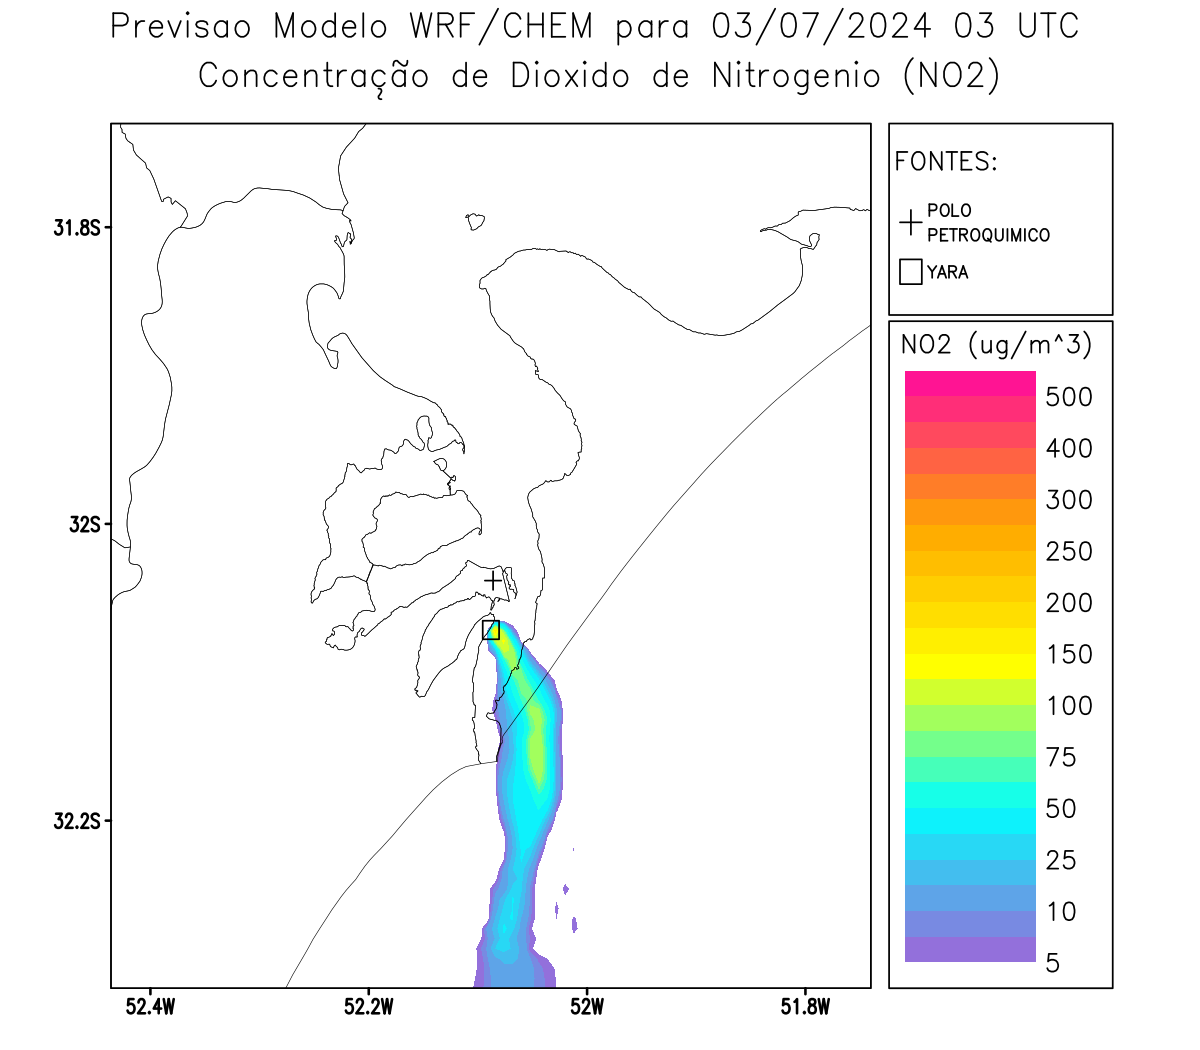 Previsao Modelo WRF/CHEM para 03/07/2024 03 UTC
Concentração de Dioxido de Nitrogenio (NO2)
FONTES:
POLO
PETROQUIMICO
YARA
NO2 (ug/m^3)
500
400
300
250
200
150
100
75
50
25
10
5
31.8S
32S
32.2S
52.4W
52.2W
52W
51.8W